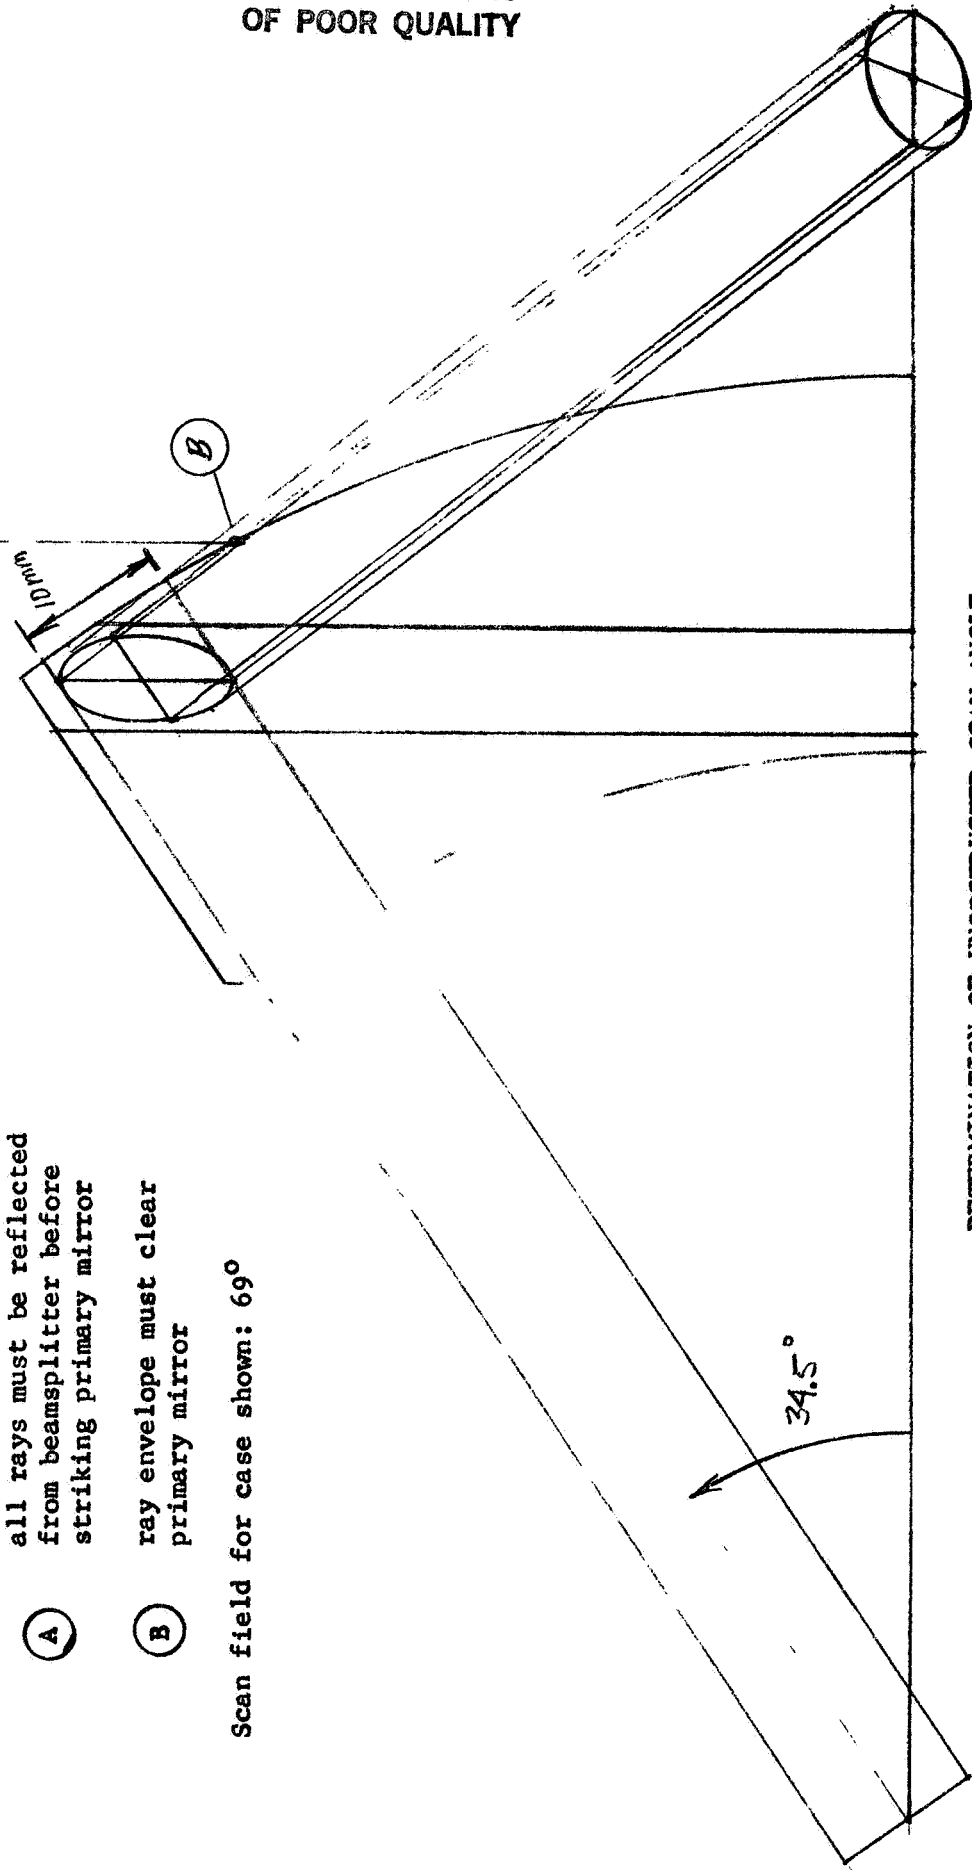 OF POOR QUALITY
10mm
B
A all rays must be reflected
from beamsplitter before
striking primary mirror
B ray envelope must clear
primary mirror
Scan field for case shown: 69°
34.5°